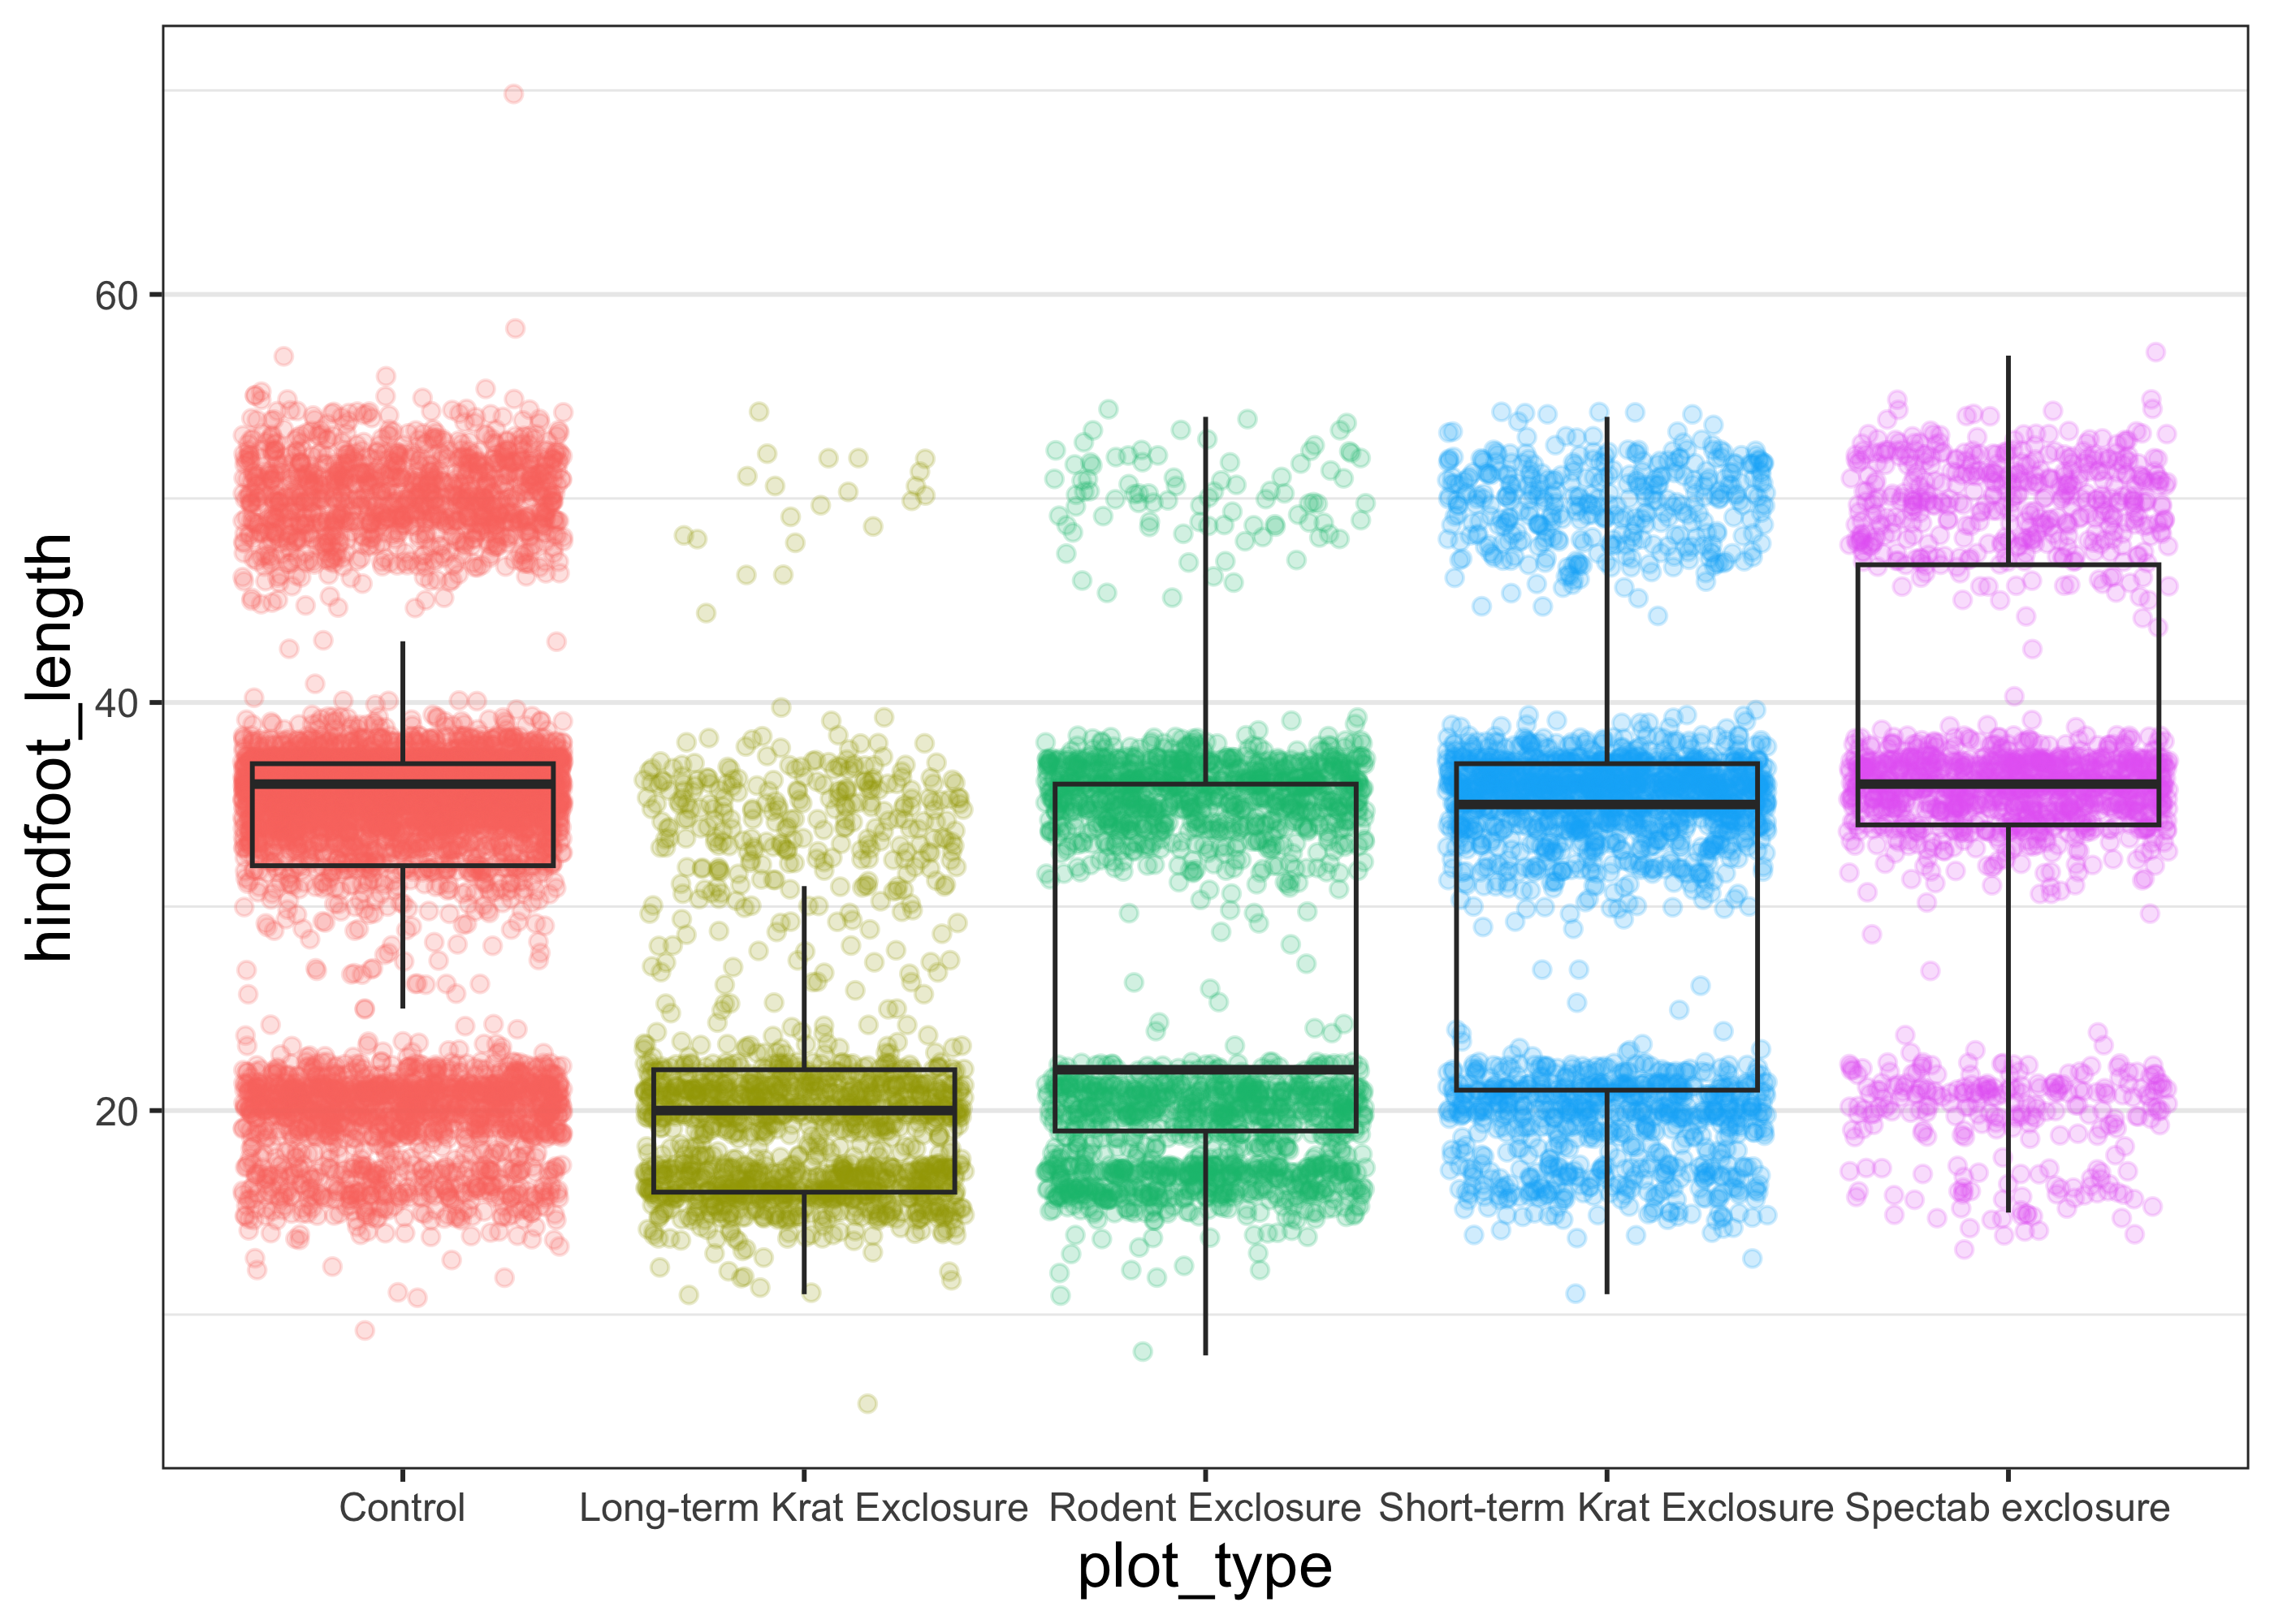 hindfoot_length
60
40
20
Control Long-term Krat Exclosure Rodent Exclosure Short-term Krat Exclosure Spectab exclosure
plot_type